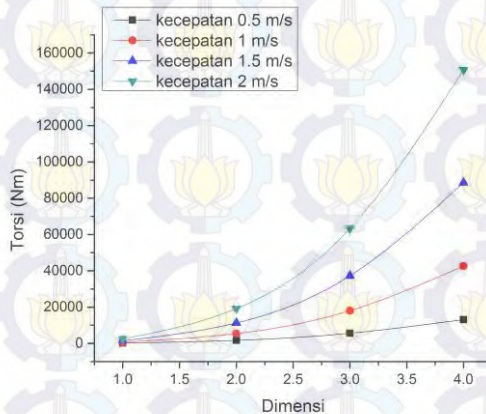 kecepatan 0.5 m/s
kecepatan 1 m/s
kecepatan 1.5 m/s
kecepatan 2 m/s
160000
140000
120000
100000
80000
60000
40000
20000
0
Torsi (Nm)
1.0 1.5 2.0 2.5 3.0 3.5 4.0
Dimensi